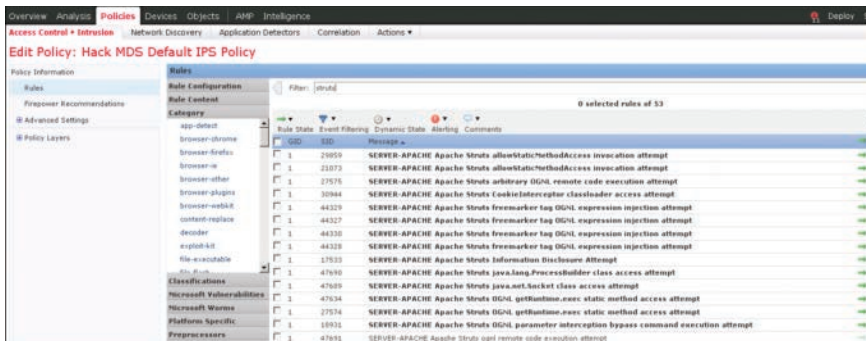 Overview Analysis Policies Devices Objects AMP Intelligence Deploy
Access Control ▸ Intrusion Network Discovery Application Detectors Correlation Actions ▾
Edit Policy: Hack MDS Default IPS Policy
Policy Information
Rules
Firepower Recommendations
Advanced Settings
Policy Layers
Rules
Rule Configuration
Rule Content
Category
app-detect
browser-chrome
browser-firefox
browser-ie
browser-other
browser-plugins
browser-webkit
content-replace
decoder
exploit-kit
file-executable
file-flash
Classifications
Microsoft Vulnerabilities
Microsoft Worms
Platform Specific
Preprocessors
Filter: struts
0 selected rules of 53
Rule State Event Filtering Dynamic State Alerting Comments
GID SID Message
1 29859 SERVER-APACHE Apache Struts allowStaticMethodAccess invocation attempt
1 21073 SERVER-APACHE Apache Struts allowStaticMethodAccess invocation attempt
1 27575 SERVER-APACHE Apache Struts arbitrary OGNL remote code execution attempt
1 30944 SERVER-APACHE Apache Struts CookieInterceptor classloader access attempt
1 44329 SERVER-APACHE Apache Struts freemarker tag OGNL expression injection attempt
1 44327 SERVER-APACHE Apache Struts freemarker tag OGNL expression injection attempt
1 44330 SERVER-APACHE Apache Struts freemarker tag OGNL expression injection attempt
1 44328 SERVER-APACHE Apache Struts freemarker tag OGNL expression injection attempt
1 17533 SERVER-APACHE Apache Struts Information Disclosure Attempt
1 47690 SERVER-APACHE Apache Struts java.lang.ProcessBuilder class access attempt
1 47689 SERVER-APACHE Apache Struts java.net.Socket class access attempt
1 47634 SERVER-APACHE Apache Struts OGNL getRuntime.exec static method access attempt
1 27574 SERVER-APACHE Apache Struts OGNL getRuntime.exec static method access attempt
1 18931 SERVER-APACHE Apache Struts OGNL parameter interception bypass command execution attempt
1 47691 SERVER-APACHE Apache Struts ognl remote code execution attempt